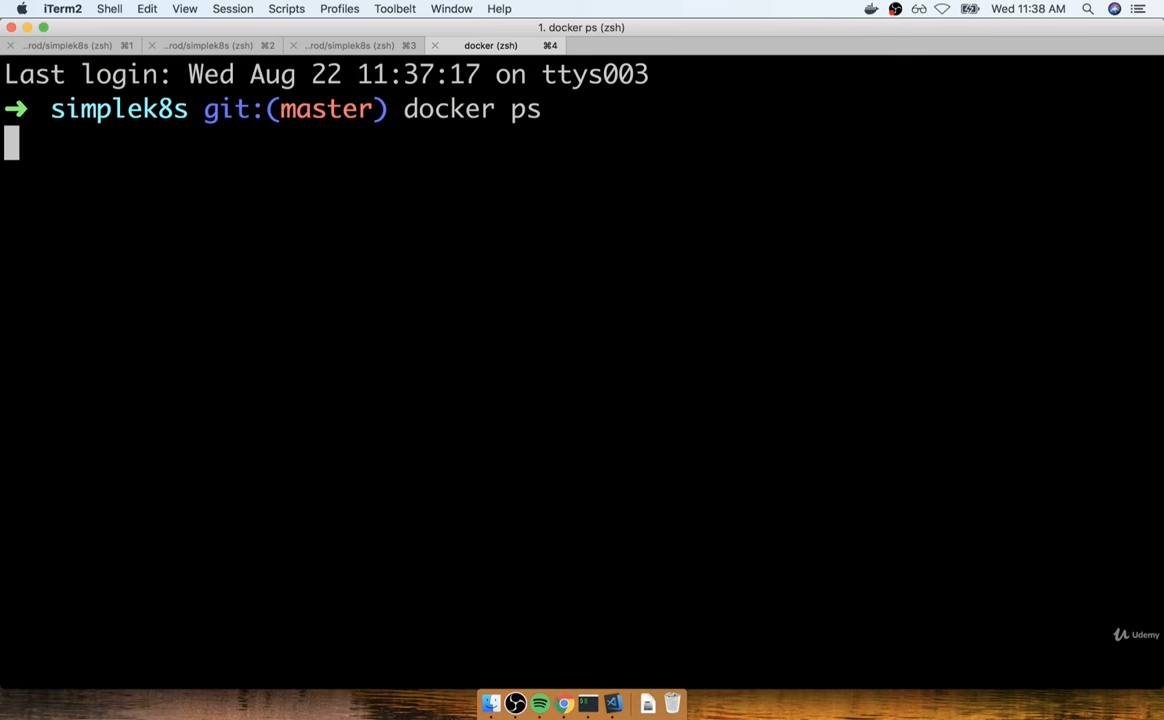 iTerm2 Shell Edit View Session Scripts Profiles Toolbelt Window Help Wed 11:38 AM
1. docker ps (zsh)
..rod/simplek8s (zsh) ⌘1 ..rod/simplek8s (zsh) ⌘2 ..rod/simplek8s (zsh) ⌘3 docker (zsh) ⌘4
Last login: Wed Aug 22 11:37:17 on ttys003
➜ simplek8s git:(master) docker ps
Udemy